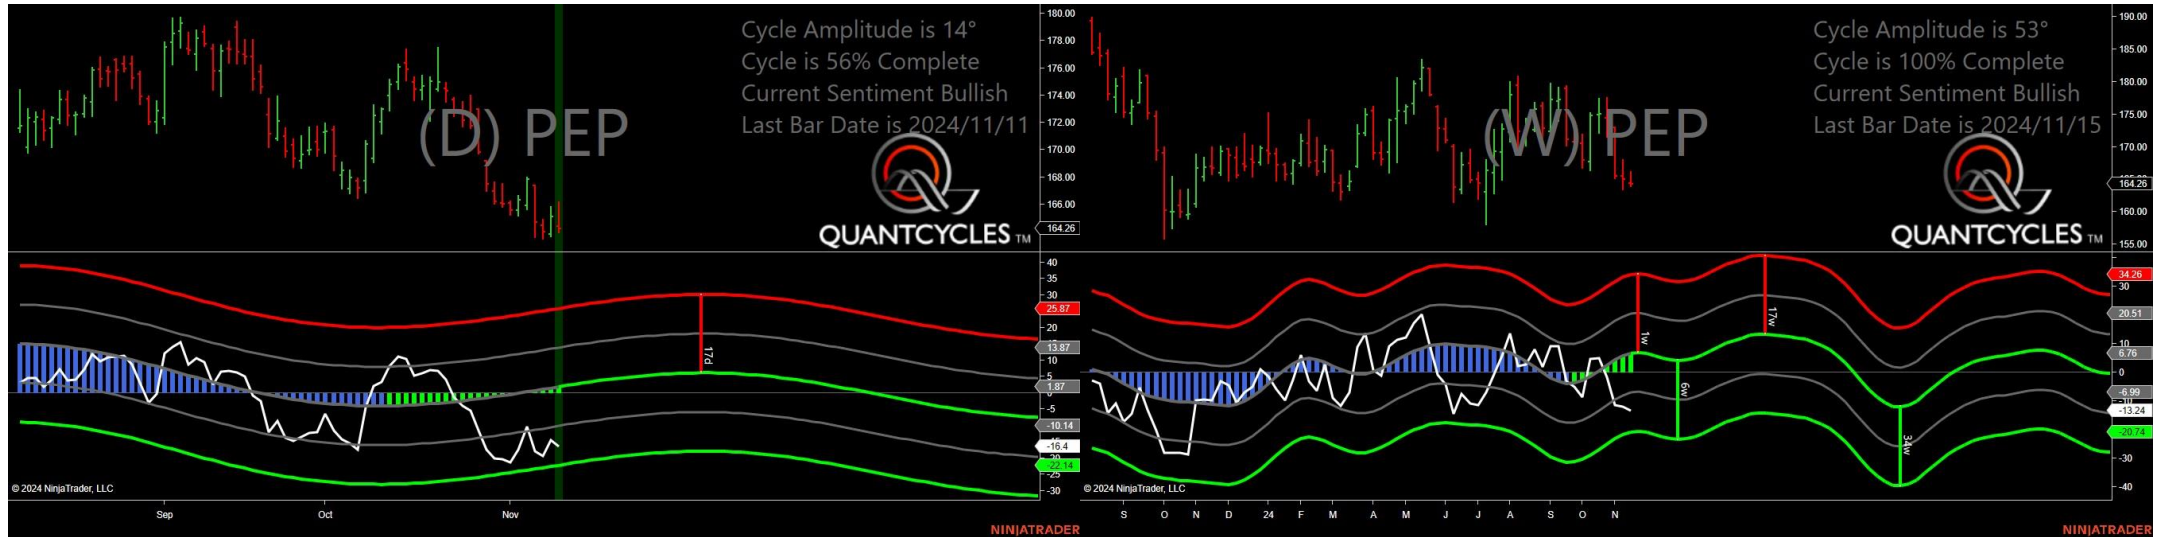 Cycle Amplitude is 14°
Cycle is 56% Complete
Current Sentiment Bullish
Last Bar Date is 2024/11/11
(D) PEP
QUANTCYCLES TM
180.00
178.00
176.00
174.00
172.00
170.00
168.00
166.00
164.26
40
35
30
25.87
20
13.87
10
5
1.87
0
-5
-10.14
-16.4
-22.14
-25
-30
17d
© 2024 NinjaTrader, LLC
Sep Oct Nov
NINJATRADER
Cycle Amplitude is 53°
Cycle is 100% Complete
Current Sentiment Bullish
Last Bar Date is 2024/11/15
(W) PEP
QUANTCYCLES TM
190.00
185.00
180.00
175.00
170.00
164.26
160.00
155.00
34.26
30
20.51
10
6.76
0
-6.99
-13.24
-20.74
-30
-40
1w
6w
17w
34w
© 2024 NinjaTrader, LLC
S O N D 24 F M A M J J A S O N
NINJATRADER